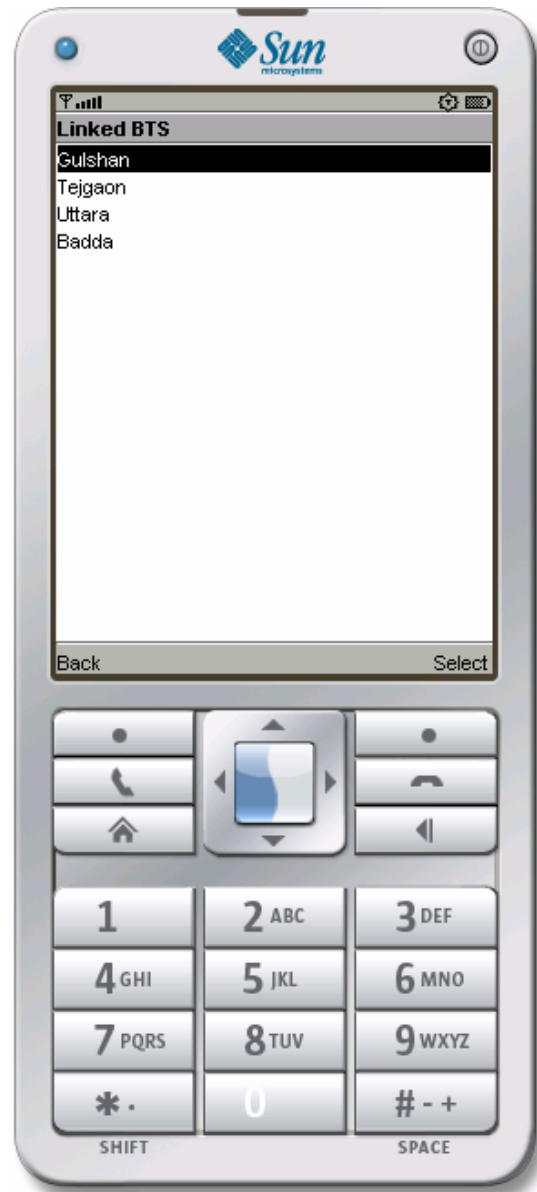 Sun
microsystems
Linked BTS
Gulshan
Tejgaon
Uttara
Badda
Back Select
1 2 ABC 3 DEF
4 GHI 5 JKL 6 MNO
7 PQRS 8 TUV 9 WXYZ
* . 0 # - +
SHIFT SPACE